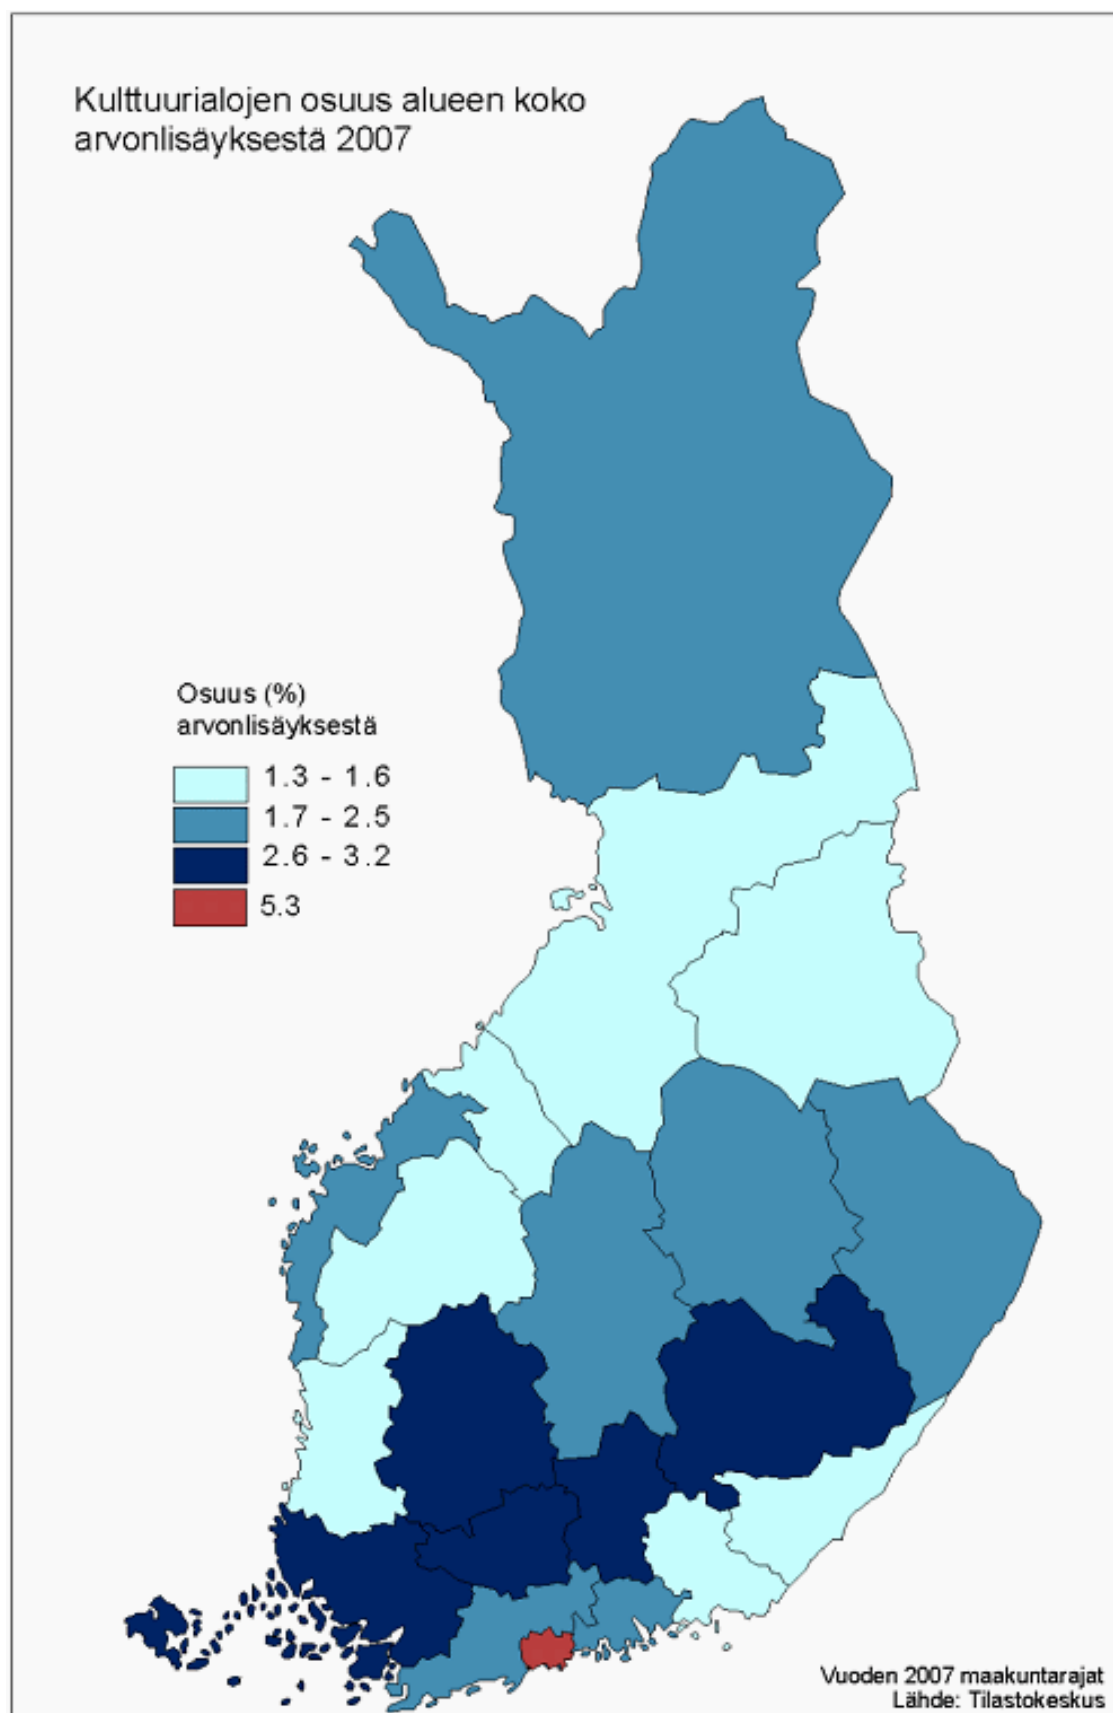 Kulttuurialojen osuus alueen koko
arvonlisäyksestä 2007
Osuus (%)
arvonlisäyksestä
1.3 - 1.6
1.7 - 2.5
2.6 - 3.2
5.3
Vuoden 2007 maakuntarajat
Lähde: Tilastokeskus